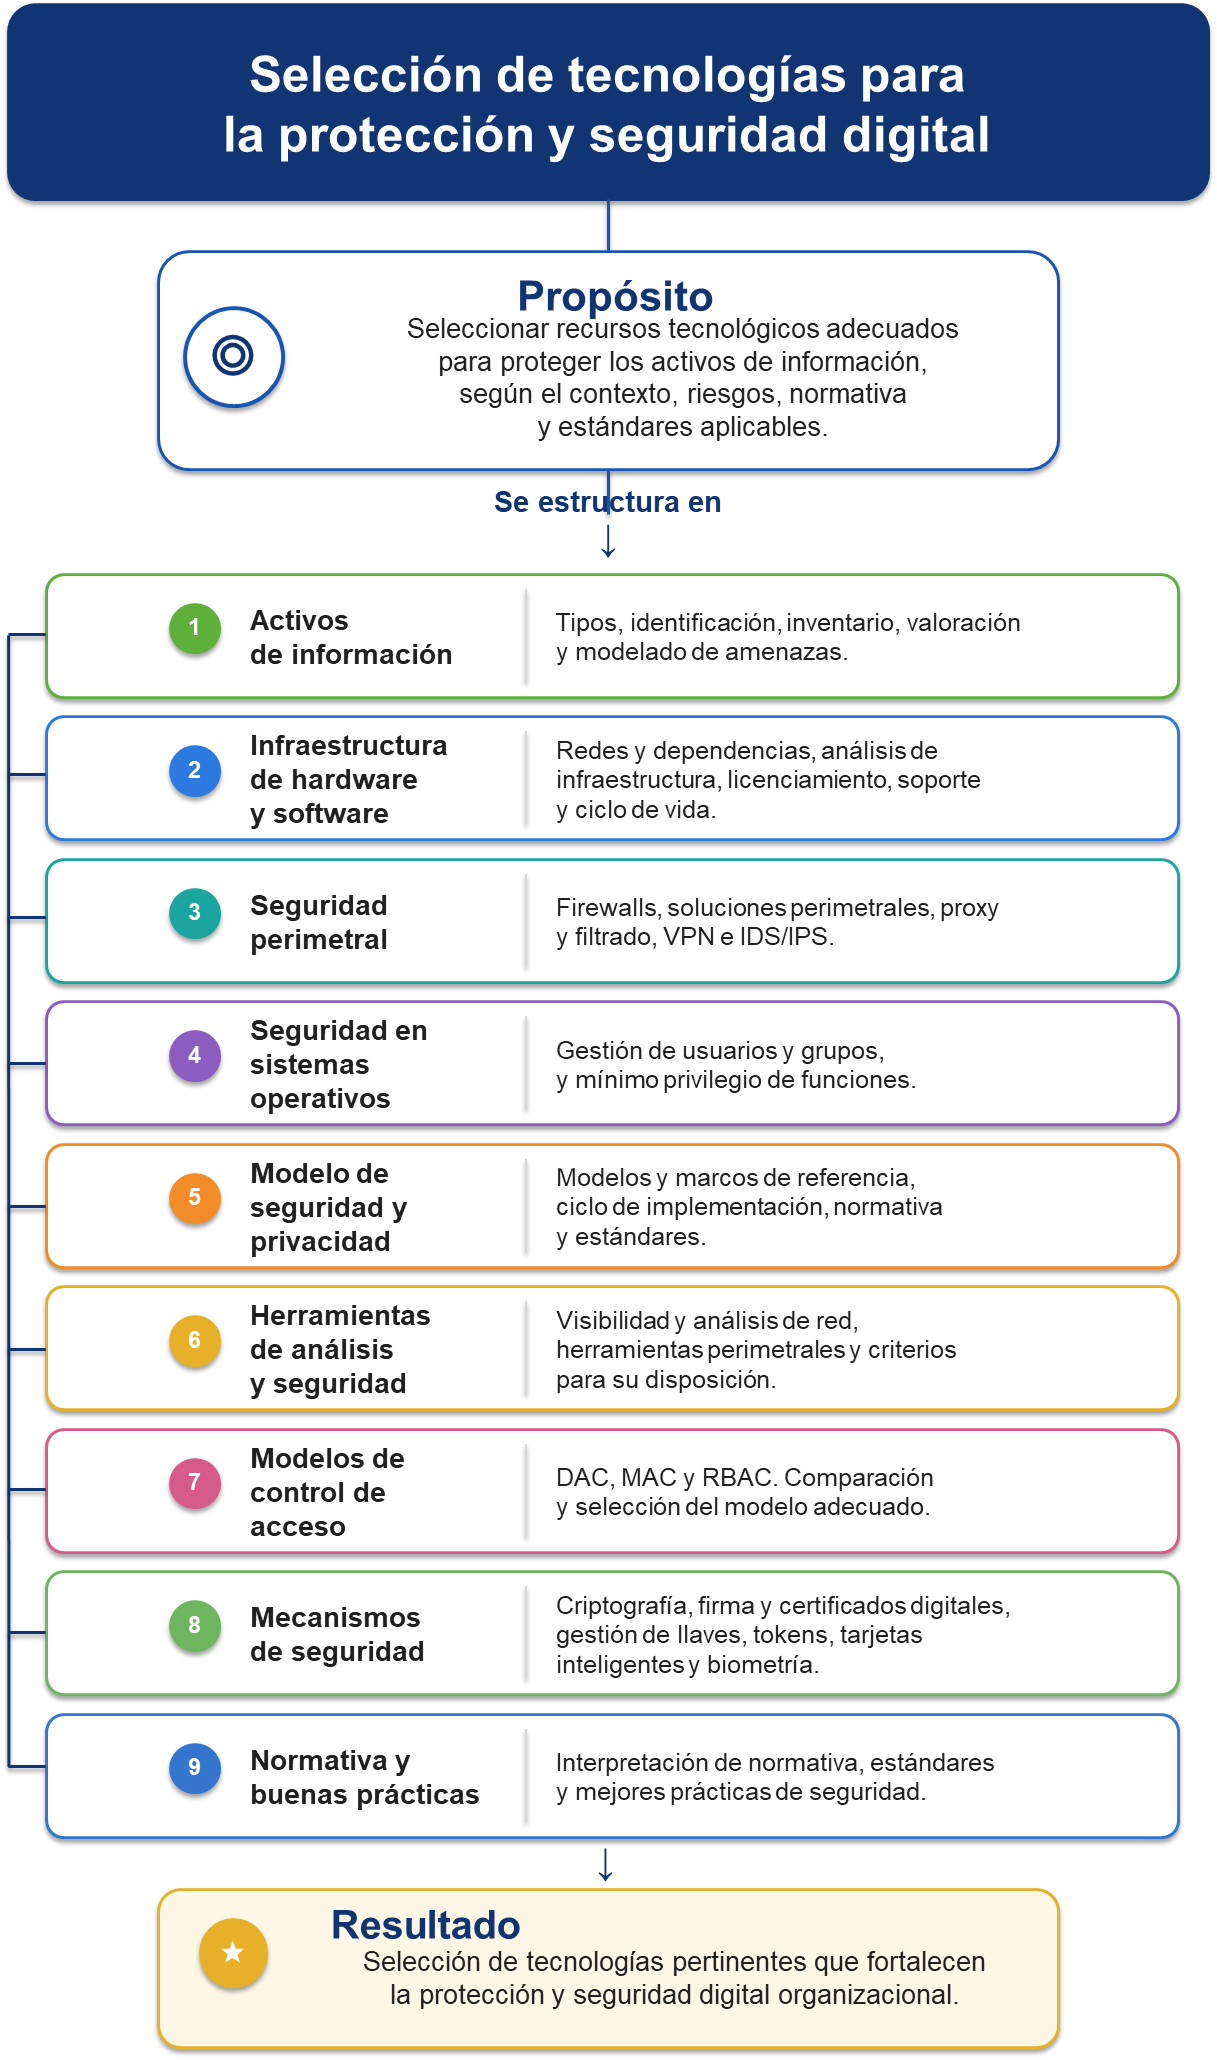 Selección de tecnologías para
la protección y seguridad digital
Propósito
Seleccionar recursos tecnológicos adecuados
para proteger los activos de información,
según el contexto, riesgos, normativa
y estándares aplicables.
Se estructura en
1
Activos
de información
Tipos, identificación, inventario, valoración
y modelado de amenazas.
2
Infraestructura
de hardware
y software
Redes y dependencias, análisis de
infraestructura, licenciamiento, soporte
y ciclo de vida.
3
Seguridad
perimetral
Firewalls, soluciones perimetrales, proxy
y filtrado, VPN e IDS/IPS.
4
Seguridad en
sistemas
operativos
Gestión de usuarios y grupos,
y mínimo privilegio de funciones.
5
Modelo de
seguridad y
privacidad
Modelos y marcos de referencia,
ciclo de implementación, normativa
y estándares.
6
Herramientas
de análisis
y seguridad
Visibilidad y análisis de red,
herramientas perimetrales y criterios
para su disposición.
7
Modelos de
control de
acceso
DAC, MAC y RBAC. Comparación
y selección del modelo adecuado.
8
Mecanismos
de seguridad
Criptografía, firma y certificados digitales,
gestión de llaves, tokens, tarjetas
inteligentes y biometría.
9
Normativa y
buenas prácticas
Interpretación de normativa, estándares
y mejores prácticas de seguridad.
Resultado
Selección de tecnologías pertinentes que fortalecen
la protección y seguridad digital organizacional.